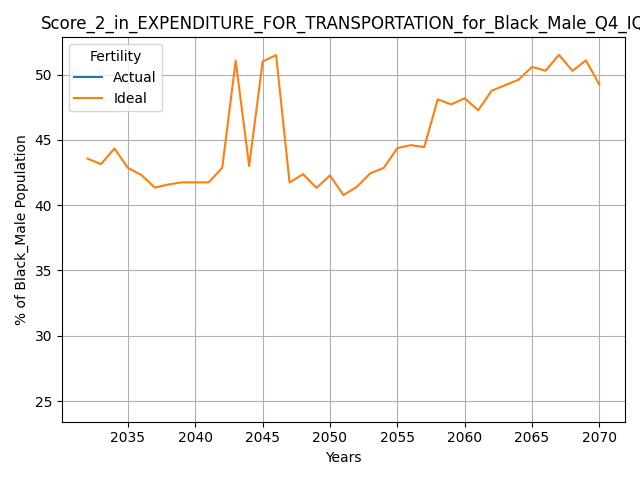 Score_2_in_EXPENDITURE_FOR_TRANSPORTATION_for_Black_Male_Q4_IQ
Fertility
Actual
Ideal
% of Black_Male Population
50
45
40
35
30
25
2035 2040 2045 2050 2055 2060 2065 2070
Years